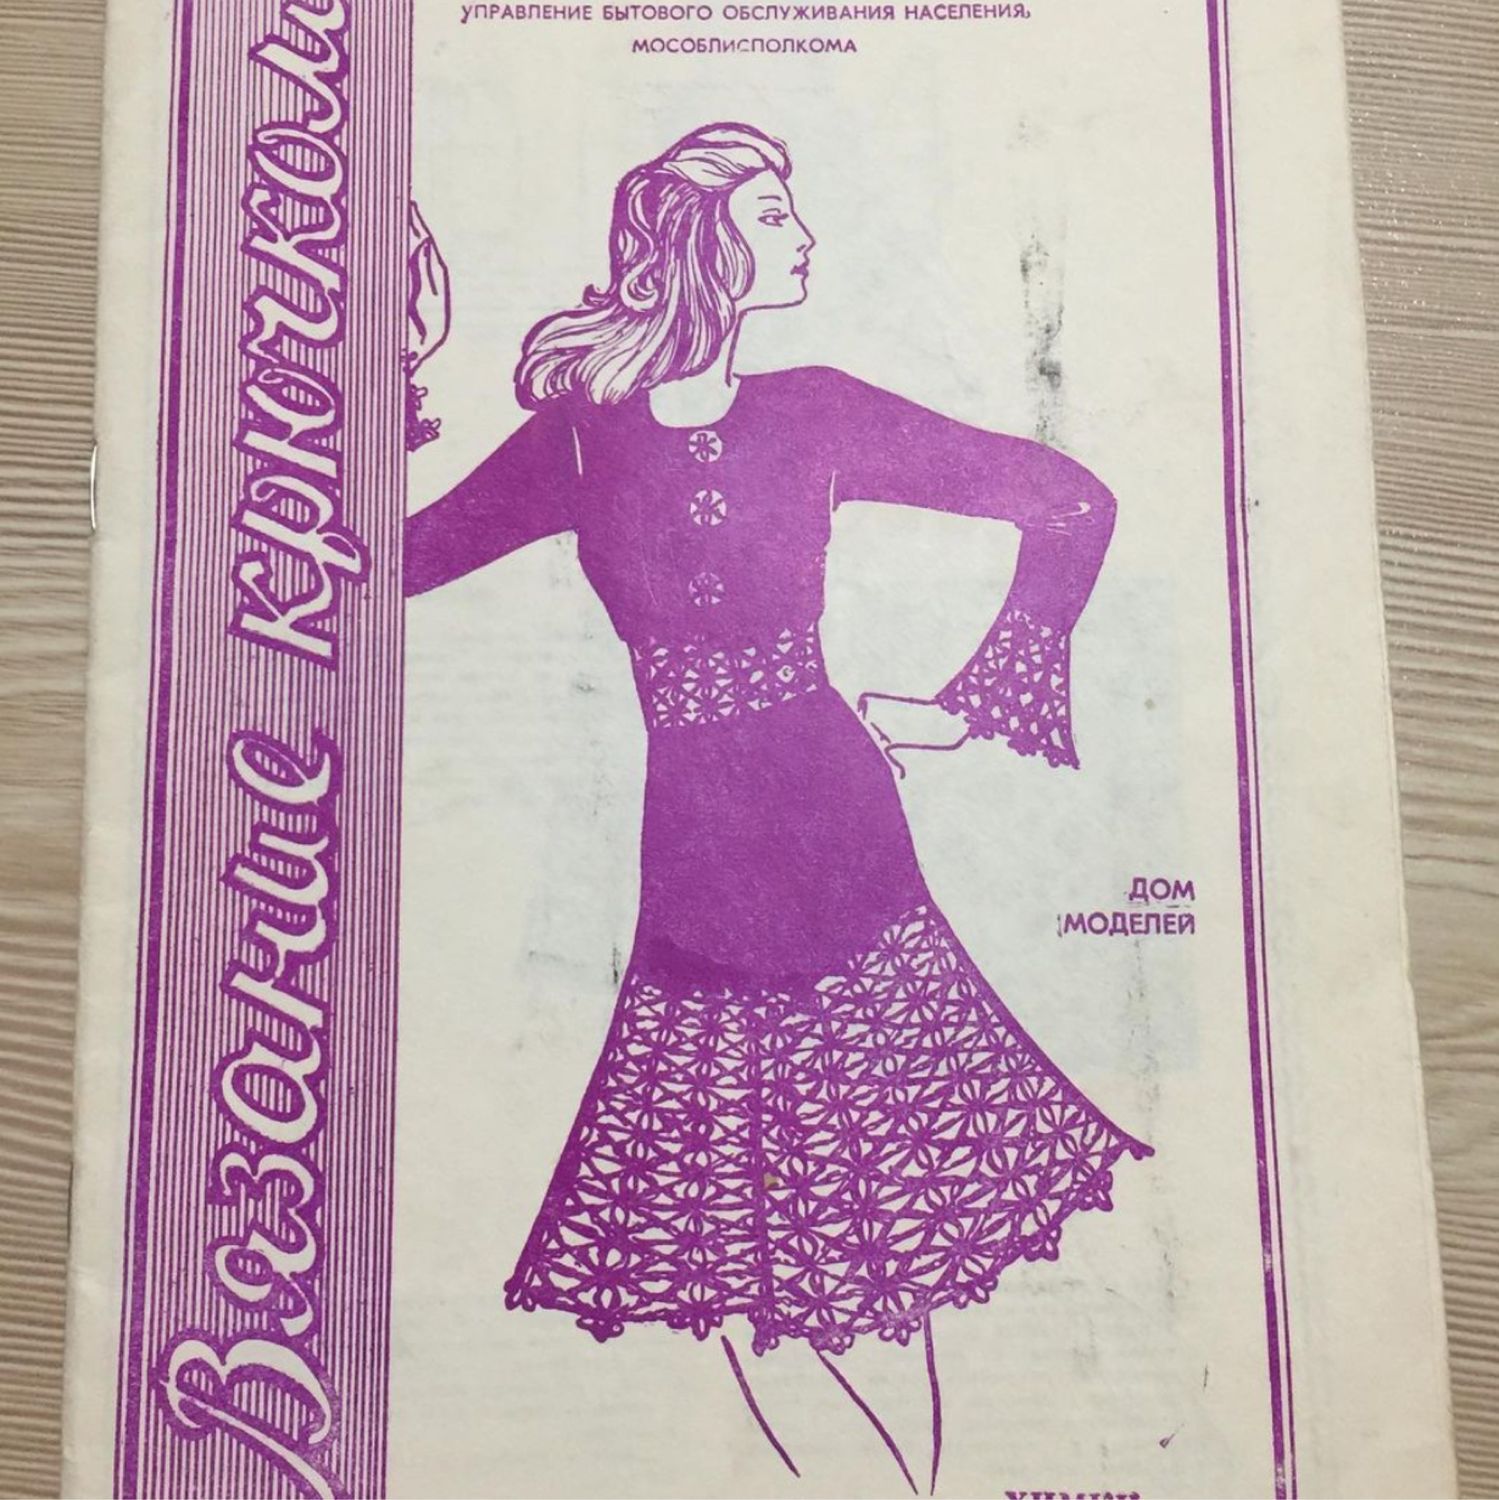 УПРАВЛЕНИЕ БЫТОВОГО ОБСЛУЖИВАНИЯ НАСЕЛЕНИЯ,
МОСОБЛИСПОЛКОМА
Вязание крючком
ДОМ
МОДЕЛЕЙ